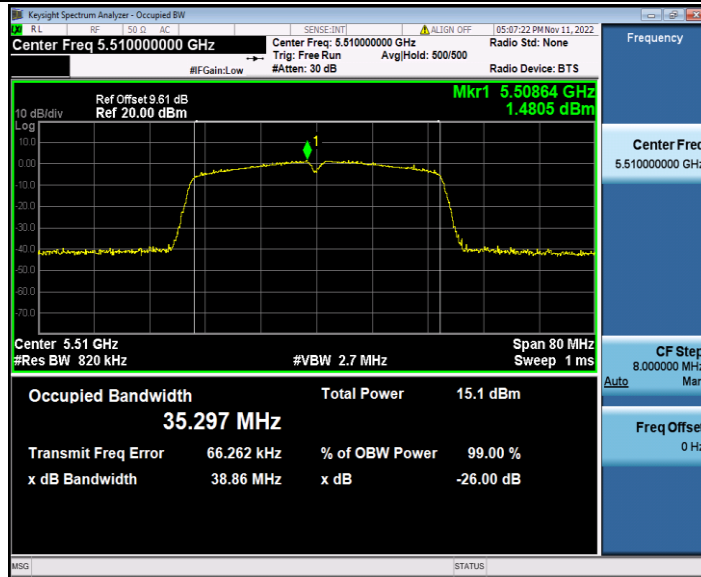 Keysight Spectrum Analyzer - Occupied BW
RL RF 50 Ω AC SENSE:INT ALIGN OFF 05:07:22 PM Nov 11, 2022
Center Freq 5.510000000 GHz
Center Freq: 5.510000000 GHz
Radio Std: None
Trig: Free Run Avg|Hold: 500/500
#IFGain:Low #Atten: 30 dB Radio Device: BTS
Ref Offset 9.61 dB
10 dB/div Ref 20.00 dBm
Mkr1 5.50864 GHz
1.4805 dBm
Log
10.0
0.00
-10.0
-20.0
-30.0
-40.0
-50.0
-60.0
-70.0
1
Center 5.51 GHz Span 80 MHz
#Res BW 820 kHz #VBW 2.7 MHz Sweep 1 ms
Occupied Bandwidth Total Power 15.1 dBm
35.297 MHz
Transmit Freq Error 66.262 kHz % of OBW Power 99.00 %
x dB Bandwidth 38.86 MHz x dB -26.00 dB
MSG STATUS
Frequency
Center Freq
5.510000000 GHz
CF Step
8.000000 MHz
Auto Man
Freq Offset
0 Hz